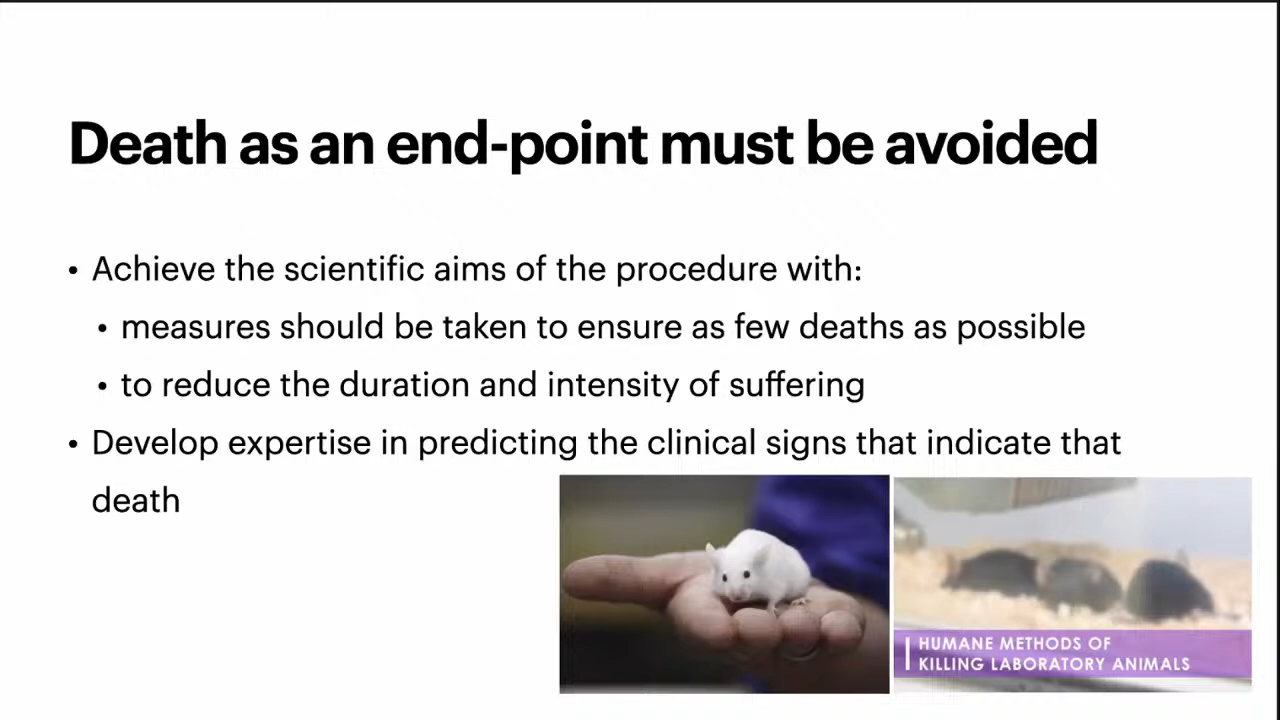 Death as an end-point must be avoided
• Achieve the scientific aims of the procedure with:
• measures should be taken to ensure as few deaths as possible
• to reduce the duration and intensity of suffering
• Develop expertise in predicting the clinical signs that indicate that
death
HUMANE METHODS OF
KILLING LABORATORY ANIMALS